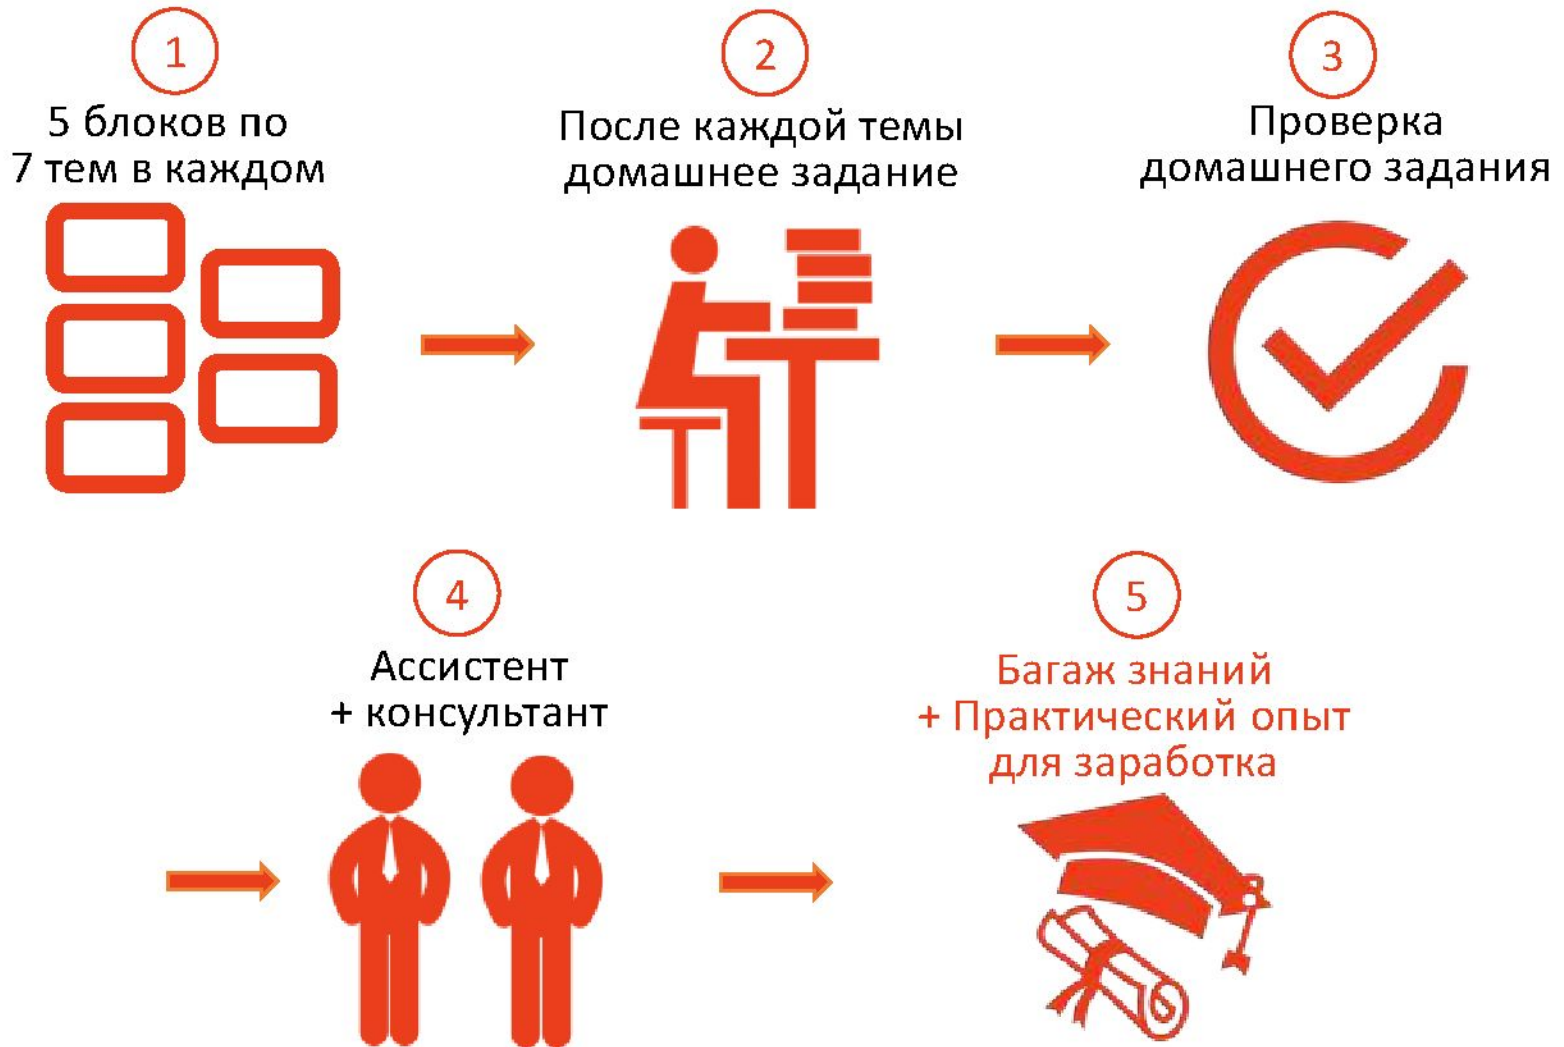 1
5 блоков по
7 тем в каждом
2
После каждой темы
домашнее задание
3
Проверка
домашнего задания
4
Ассистент
+ консультант
5
Багаж знаний
+ Практический опыт
для заработка